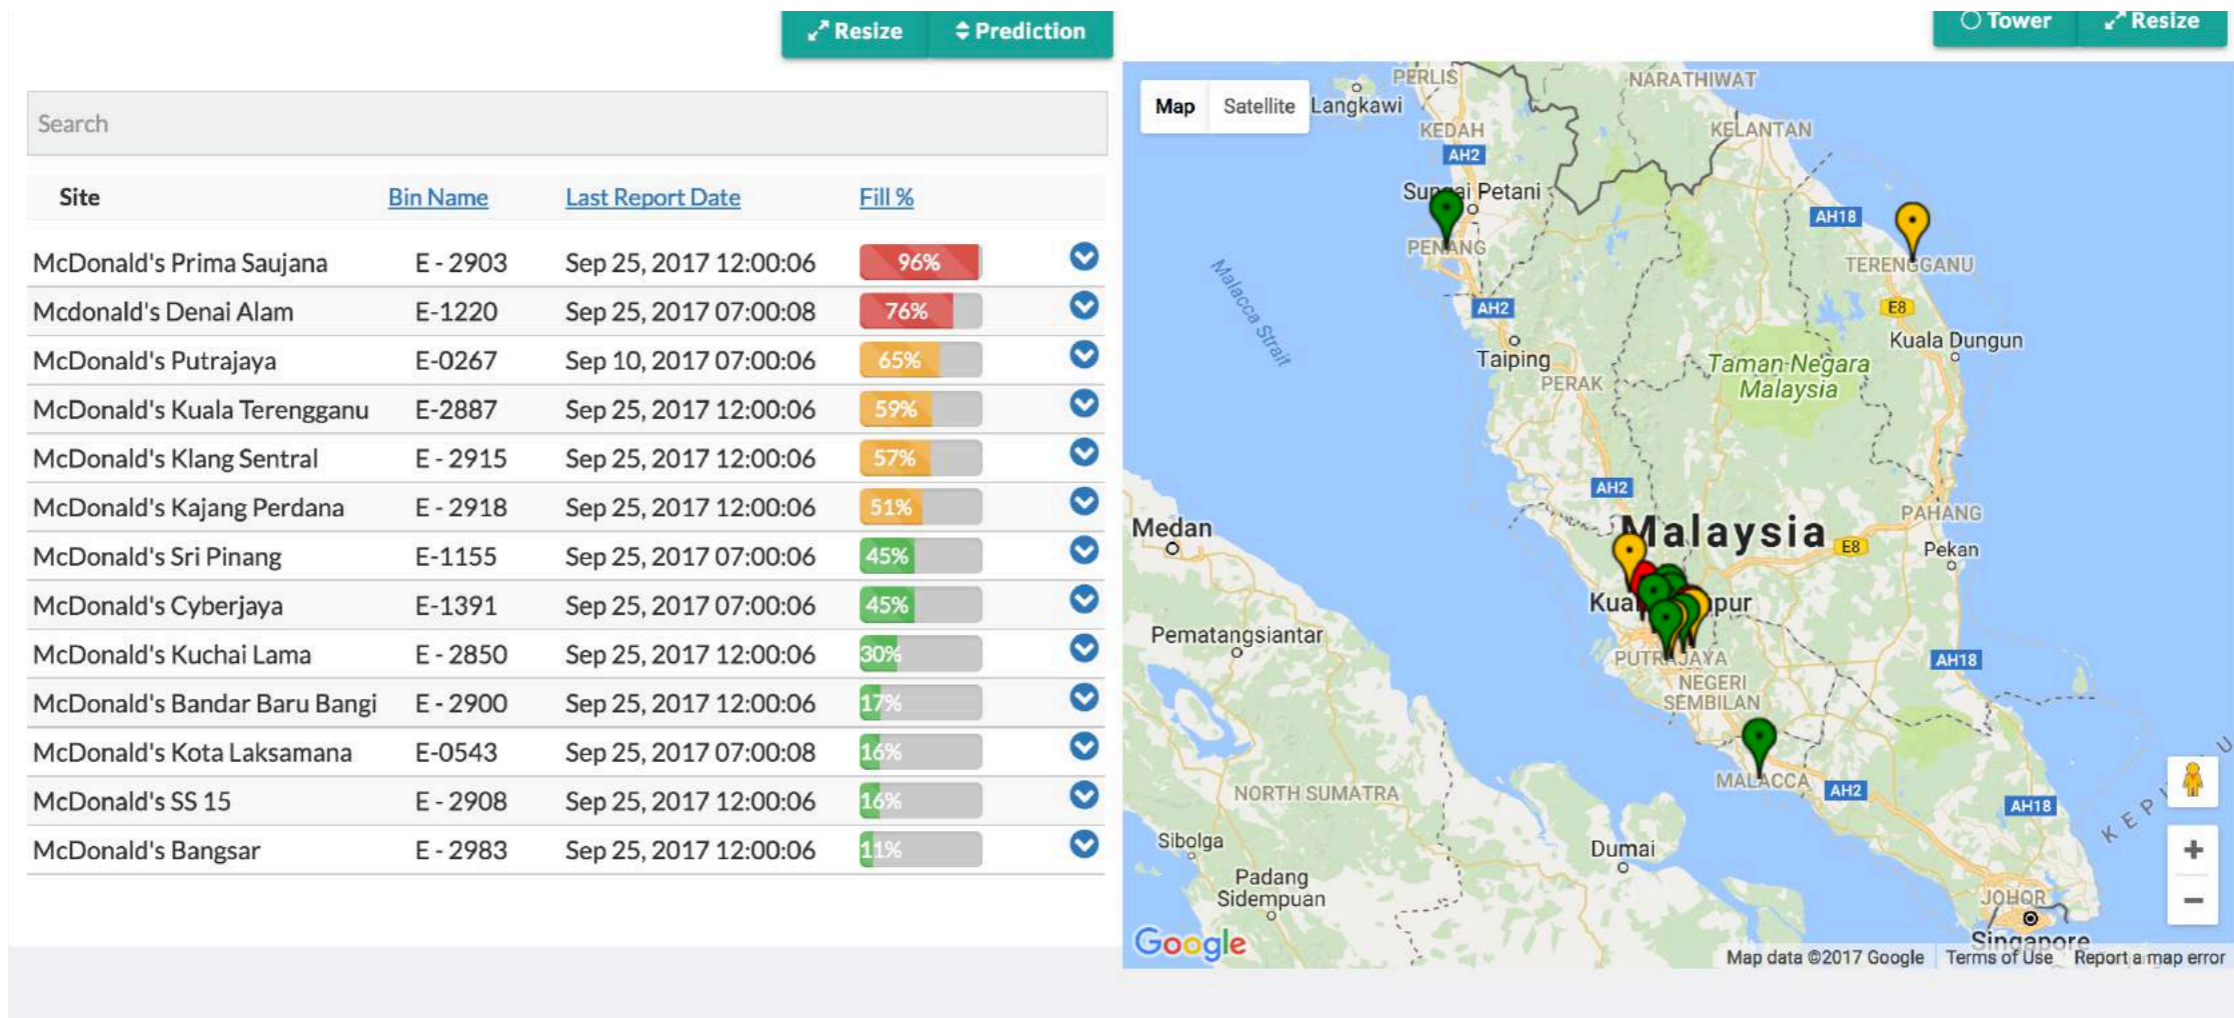 Resize Prediction
Search
Site Bin Name Last Report Date Fill %
McDonald's Prima Saujana E - 2903 Sep 25, 2017 12:00:06 96%
Mcdonald's Denai Alam E-1220 Sep 25, 2017 07:00:08 76%
McDonald's Putrajaya E-0267 Sep 10, 2017 07:00:06 65%
McDonald's Kuala Terengganu E-2887 Sep 25, 2017 12:00:06 59%
McDonald's Klang Sentral E - 2915 Sep 25, 2017 12:00:06 57%
McDonald's Kajang Perdana E - 2918 Sep 25, 2017 12:00:06 51%
McDonald's Sri Pinang E-1155 Sep 25, 2017 07:00:06 45%
McDonald's Cyberjaya E-1391 Sep 25, 2017 07:00:06 45%
McDonald's Kuchai Lama E - 2850 Sep 25, 2017 12:00:06 30%
McDonald's Bandar Baru Bangi E - 2900 Sep 25, 2017 12:00:06 17%
McDonald's Kota Laksamana E-0543 Sep 25, 2017 07:00:08 16%
McDonald's SS 15 E - 2908 Sep 25, 2017 12:00:06 16%
McDonald's Bangsar E - 2983 Sep 25, 2017 12:00:06 11%
Tower Resize
Map Satellite
PERLIS
NARATHIWAT
Langkawi
KEDAH
KELANTAN
AH2
Sungai Petani
AH18
PENANG
TERENGGANU
Malacca Strait
AH2
E8
Kuala Dungun
Taiping
Taman Negara
Malaysia
PERAK
AH2
PAHANG
Medan
Malaysia
E8
Pekan
Pematangsiantar
PUTRAJAYA
AH18
NEGERI
SEMBILAN
MALACCA
AH2
NORTH SUMATRA
AH18
Sibolga
Dumai
+
Padang
Sidempuan
JOHOR
−
Singapore
Google
Map data ©2017 Google Terms of Use Report a map error